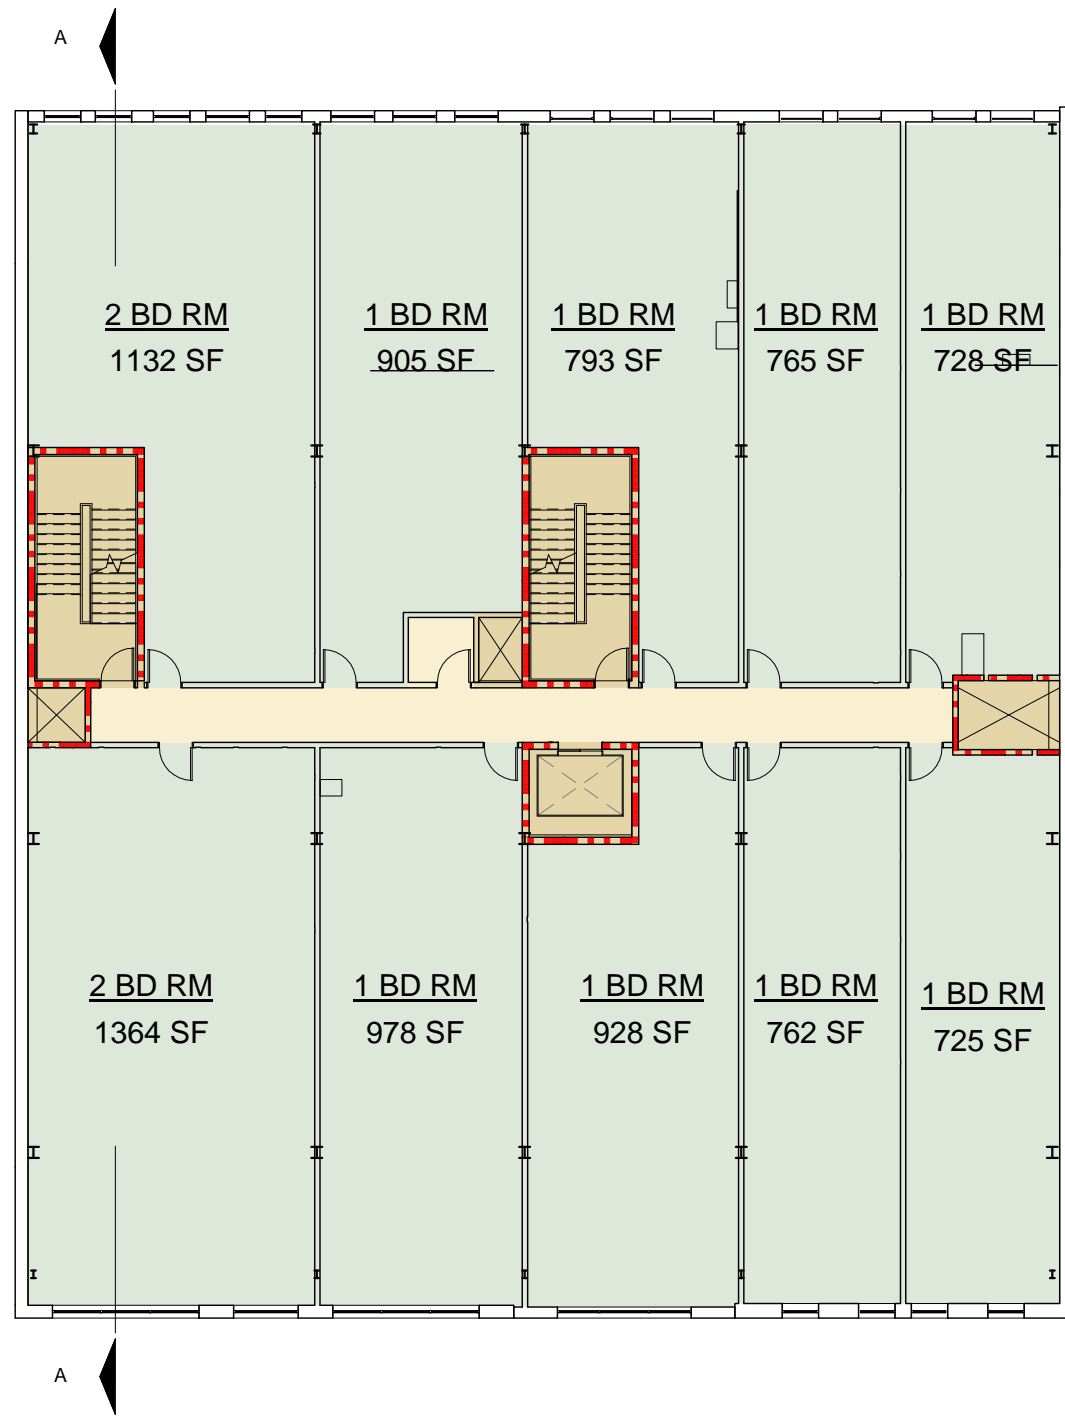 A
2 BD RM
1132 SF
1 BD RM
905 SF
1 BD RM
793 SF
1 BD RM
765 SF
1 BD RM
728 SF
2 BD RM
1364 SF
1 BD RM
978 SF
1 BD RM
928 SF
1 BD RM
762 SF
1 BD RM
725 SF
A